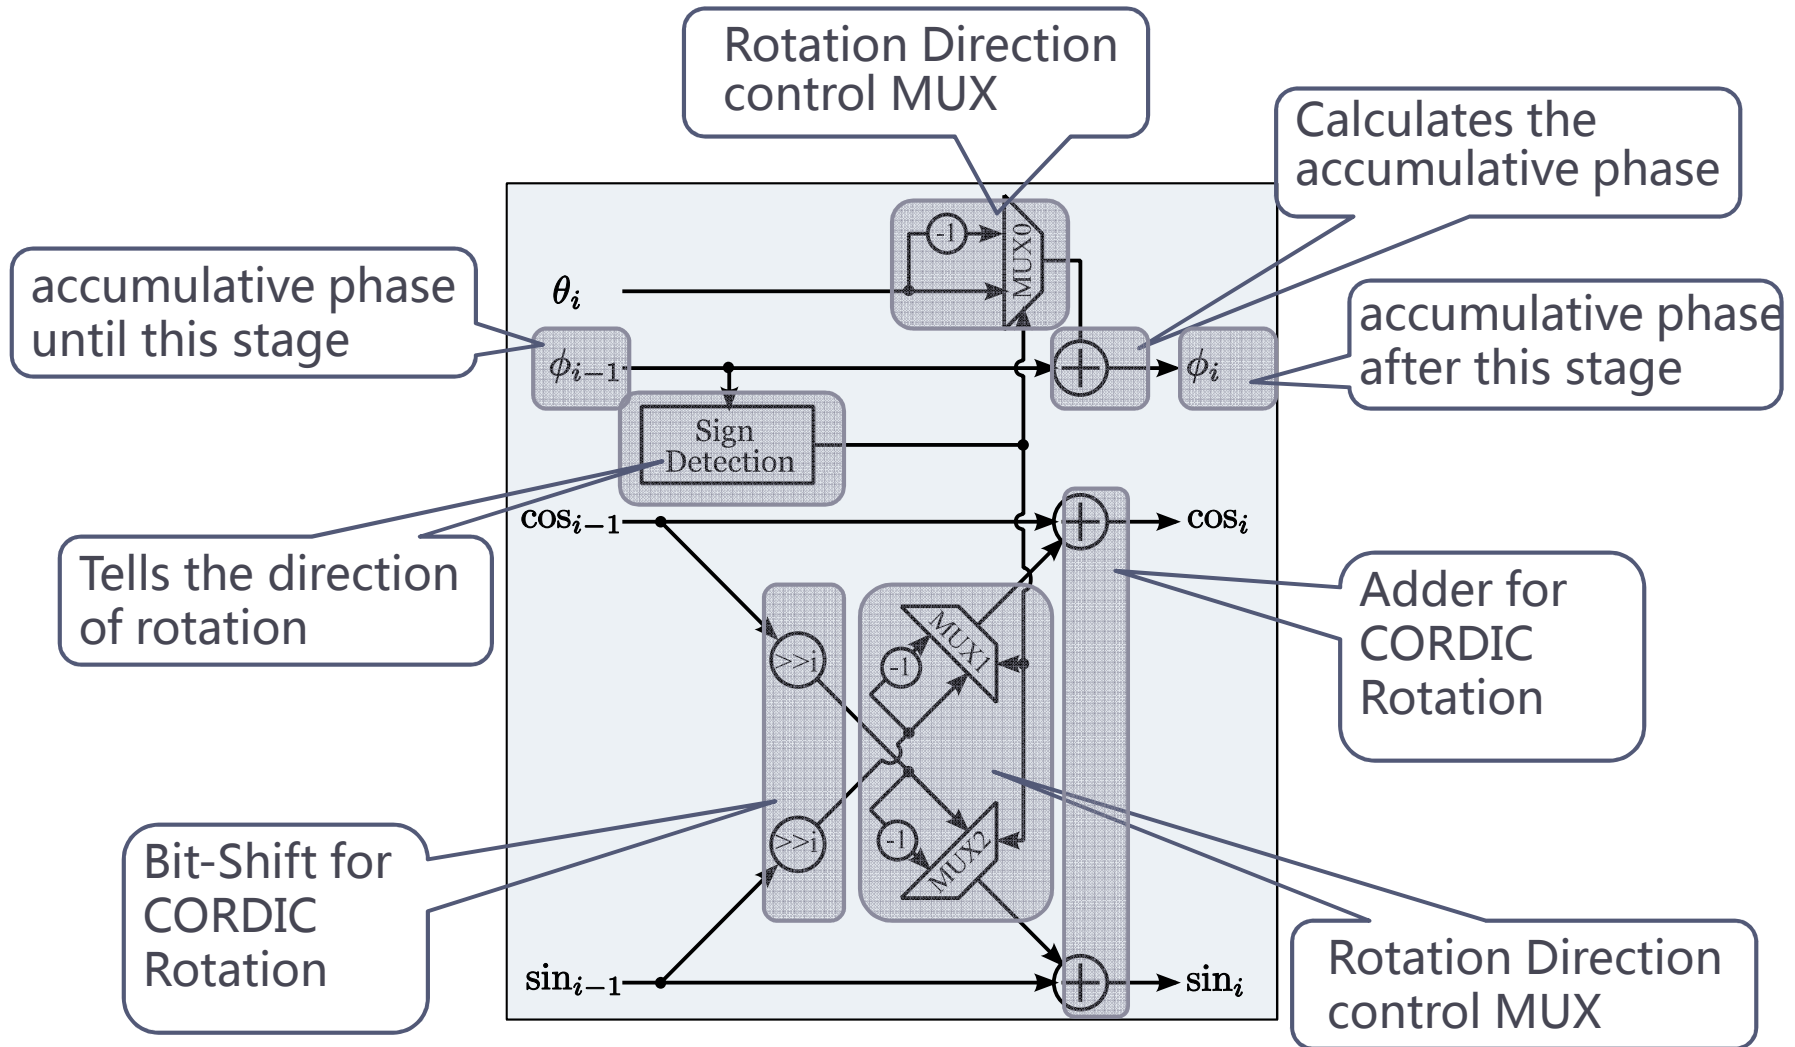 Rotation Direction
control MUX
Calculates the
accumulative phase
accumulative phase
until this stage
-1
MUX0
θᵢ
accumulative phase
after this stage
ϕᵢ₋₁
ϕᵢ
Sign
Detection
cosᵢ₋₁
cosᵢ
Tells the direction
of rotation
Adder for
CORDIC
Rotation
>>i
-1
MUX1
>>i
-1
MUX2
Bit-Shift for
CORDIC
Rotation
sinᵢ₋₁
sinᵢ
Rotation Direction
control MUX